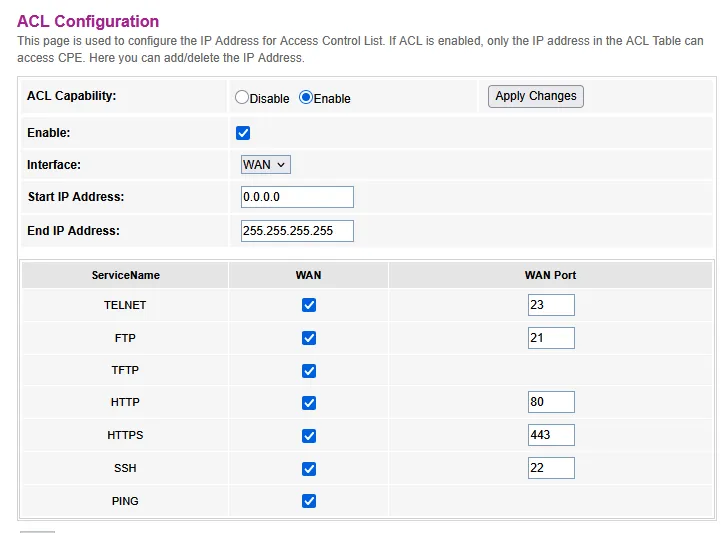 ACL Configuration
This page is used to configure the IP Address for Access Control List. If ACL is enabled, only the IP address in the ACL Table can
access CPE. Here you can add/delete the IP Address.
ACL Capability: Disable Enable Apply Changes
Enable:
Interface: WAN
Start IP Address: 0.0.0.0
End IP Address: 255.255.255.255
ServiceName WAN WAN Port
TELNET 23
FTP 21
TFTP
HTTP 80
HTTPS 443
SSH 22
PING